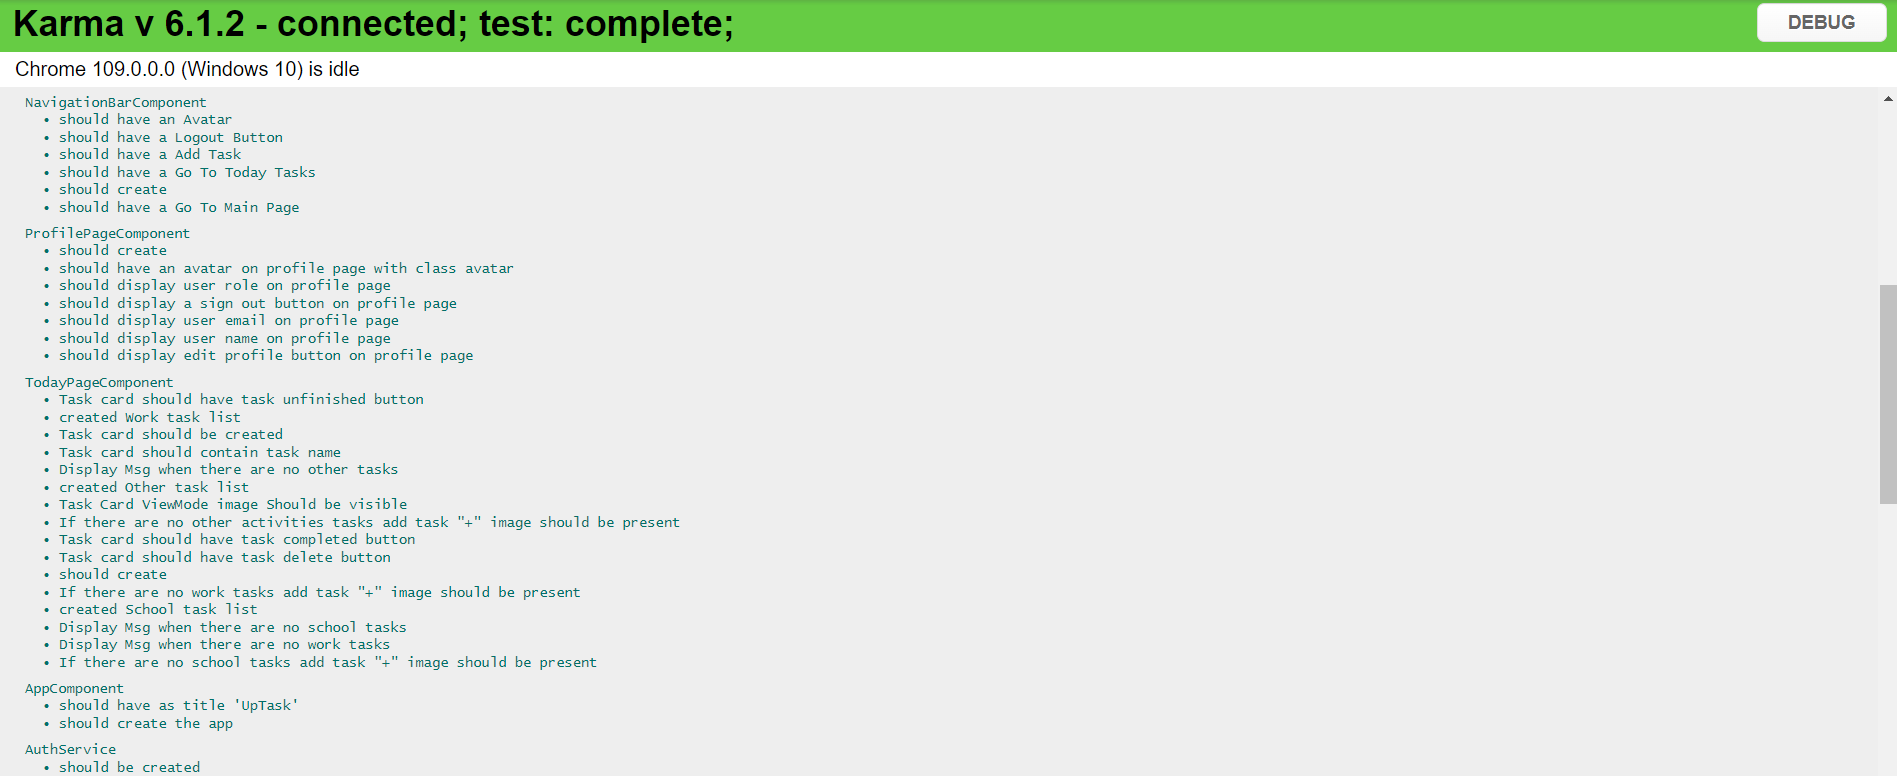 Karma v 6.1.2 - connected; test: complete;
DEBUG
Chrome 109.0.0.0 (Windows 10) is idle
NavigationBarComponent
• should have an Avatar
• should have a Logout Button
• should have a Add Task
• should have a Go To Today Tasks
• should create
• should have a Go To Main Page
ProfilePageComponent
• should create
• should have an avatar on profile page with class avatar
• should display user role on profile page
• should display a sign out button on profile page
• should display user email on profile page
• should display user name on profile page
• should display edit profile button on profile page
TodayPageComponent
• Task card should have task unfinished button
• created Work task list
• Task card should be created
• Task card should contain task name
• Display Msg when there are no other tasks
• created Other task list
• Task Card ViewMode image Should be visible
• If there are no other activities tasks add task "+" image should be present
• Task card should have task completed button
• Task card should have task delete button
• should create
• If there are no work tasks add task "+" image should be present
• created School task list
• Display Msg when there are no school tasks
• Display Msg when there are no work tasks
• If there are no school tasks add task "+" image should be present
AppComponent
• should have as title 'UpTask'
• should create the app
AuthService
• should be created